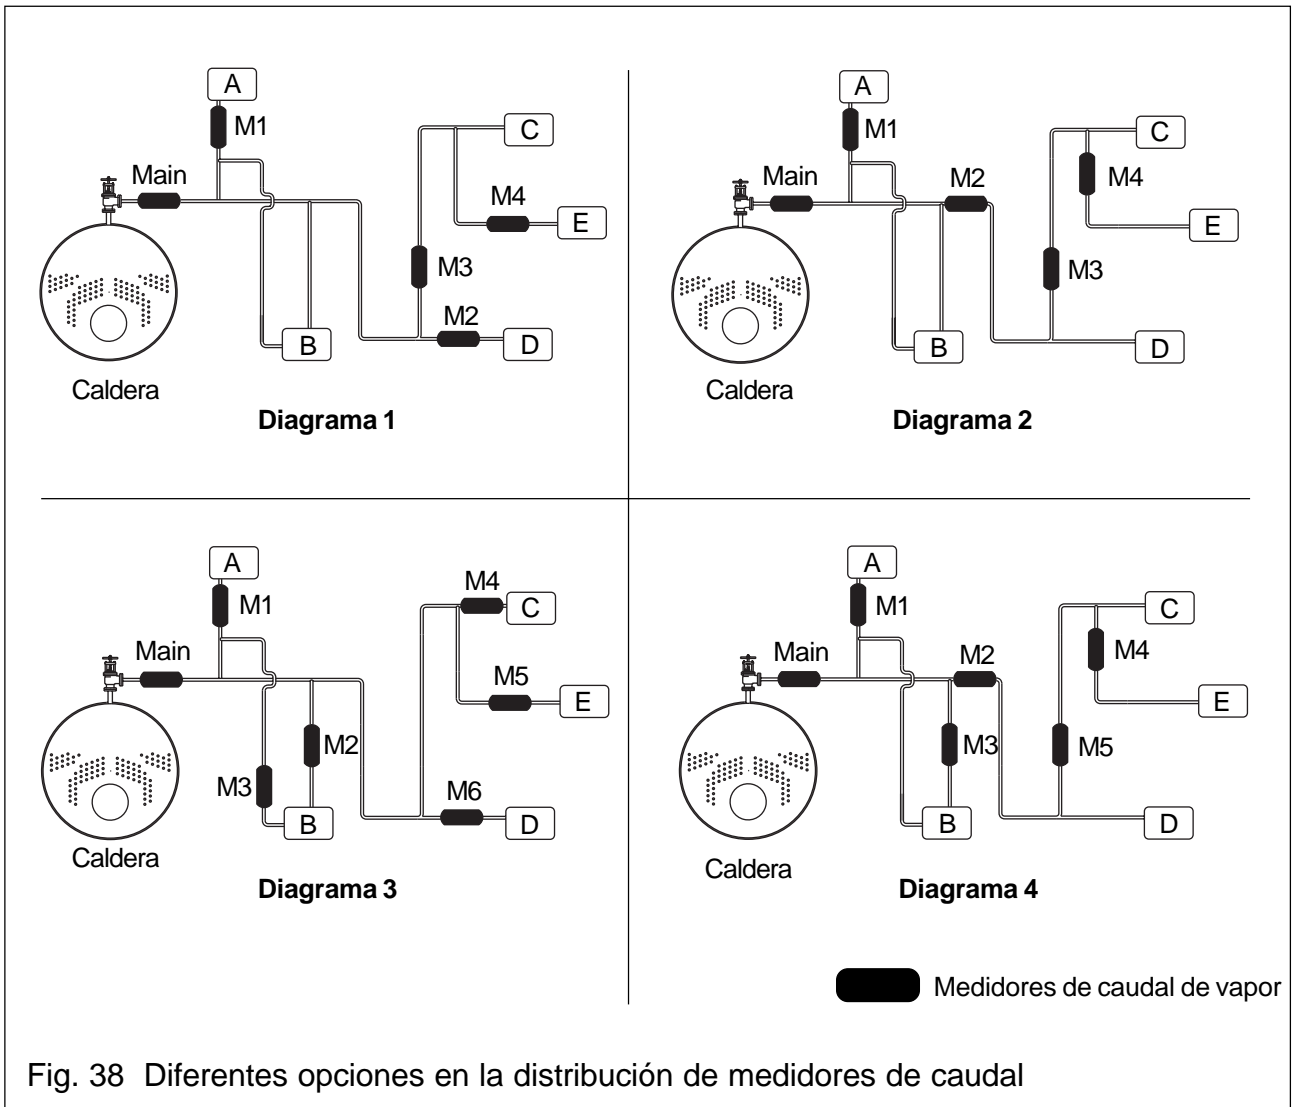 A
M1
Main
C
M4
E
M3
M2
B
D
Caldera
Diagrama 1
A
M1
Main
M2
C
M4
E
M3
B
D
Caldera
Diagrama 2
A
M1
Main
M4
C
M5
E
M2
M3
B
M6
D
Caldera
Diagrama 3
A
M1
Main
M2
C
M4
E
M3
M5
B
D
Caldera
Diagrama 4
Medidores de caudal de vapor
Fig. 38 Diferentes opciones en la distribución de medidores de caudal